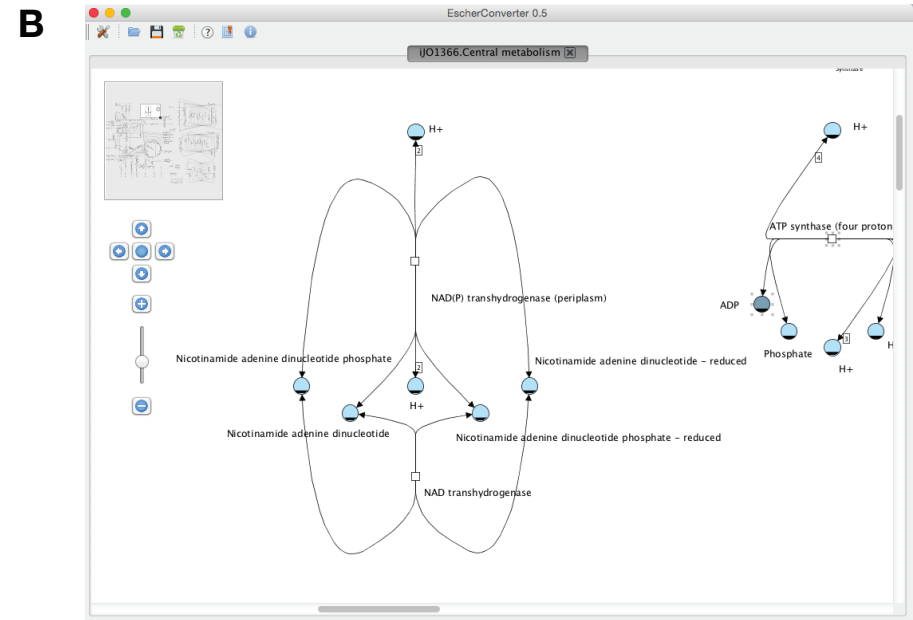 B
EscherConverter 0.5
iJO1366.Central metabolism
Synthase
H+
2
H+
4
ATP synthase (four proton
NAD(P) transhydrogenase (periplasm)
ADP
3
H
Phosphate
H+
Nicotinamide adenine dinucleotide phosphate
2
Nicotinamide adenine dinucleotide - reduced
H+
Nicotinamide adenine dinucleotide
Nicotinamide adenine dinucleotide phosphate - reduced
NAD transhydrogenase